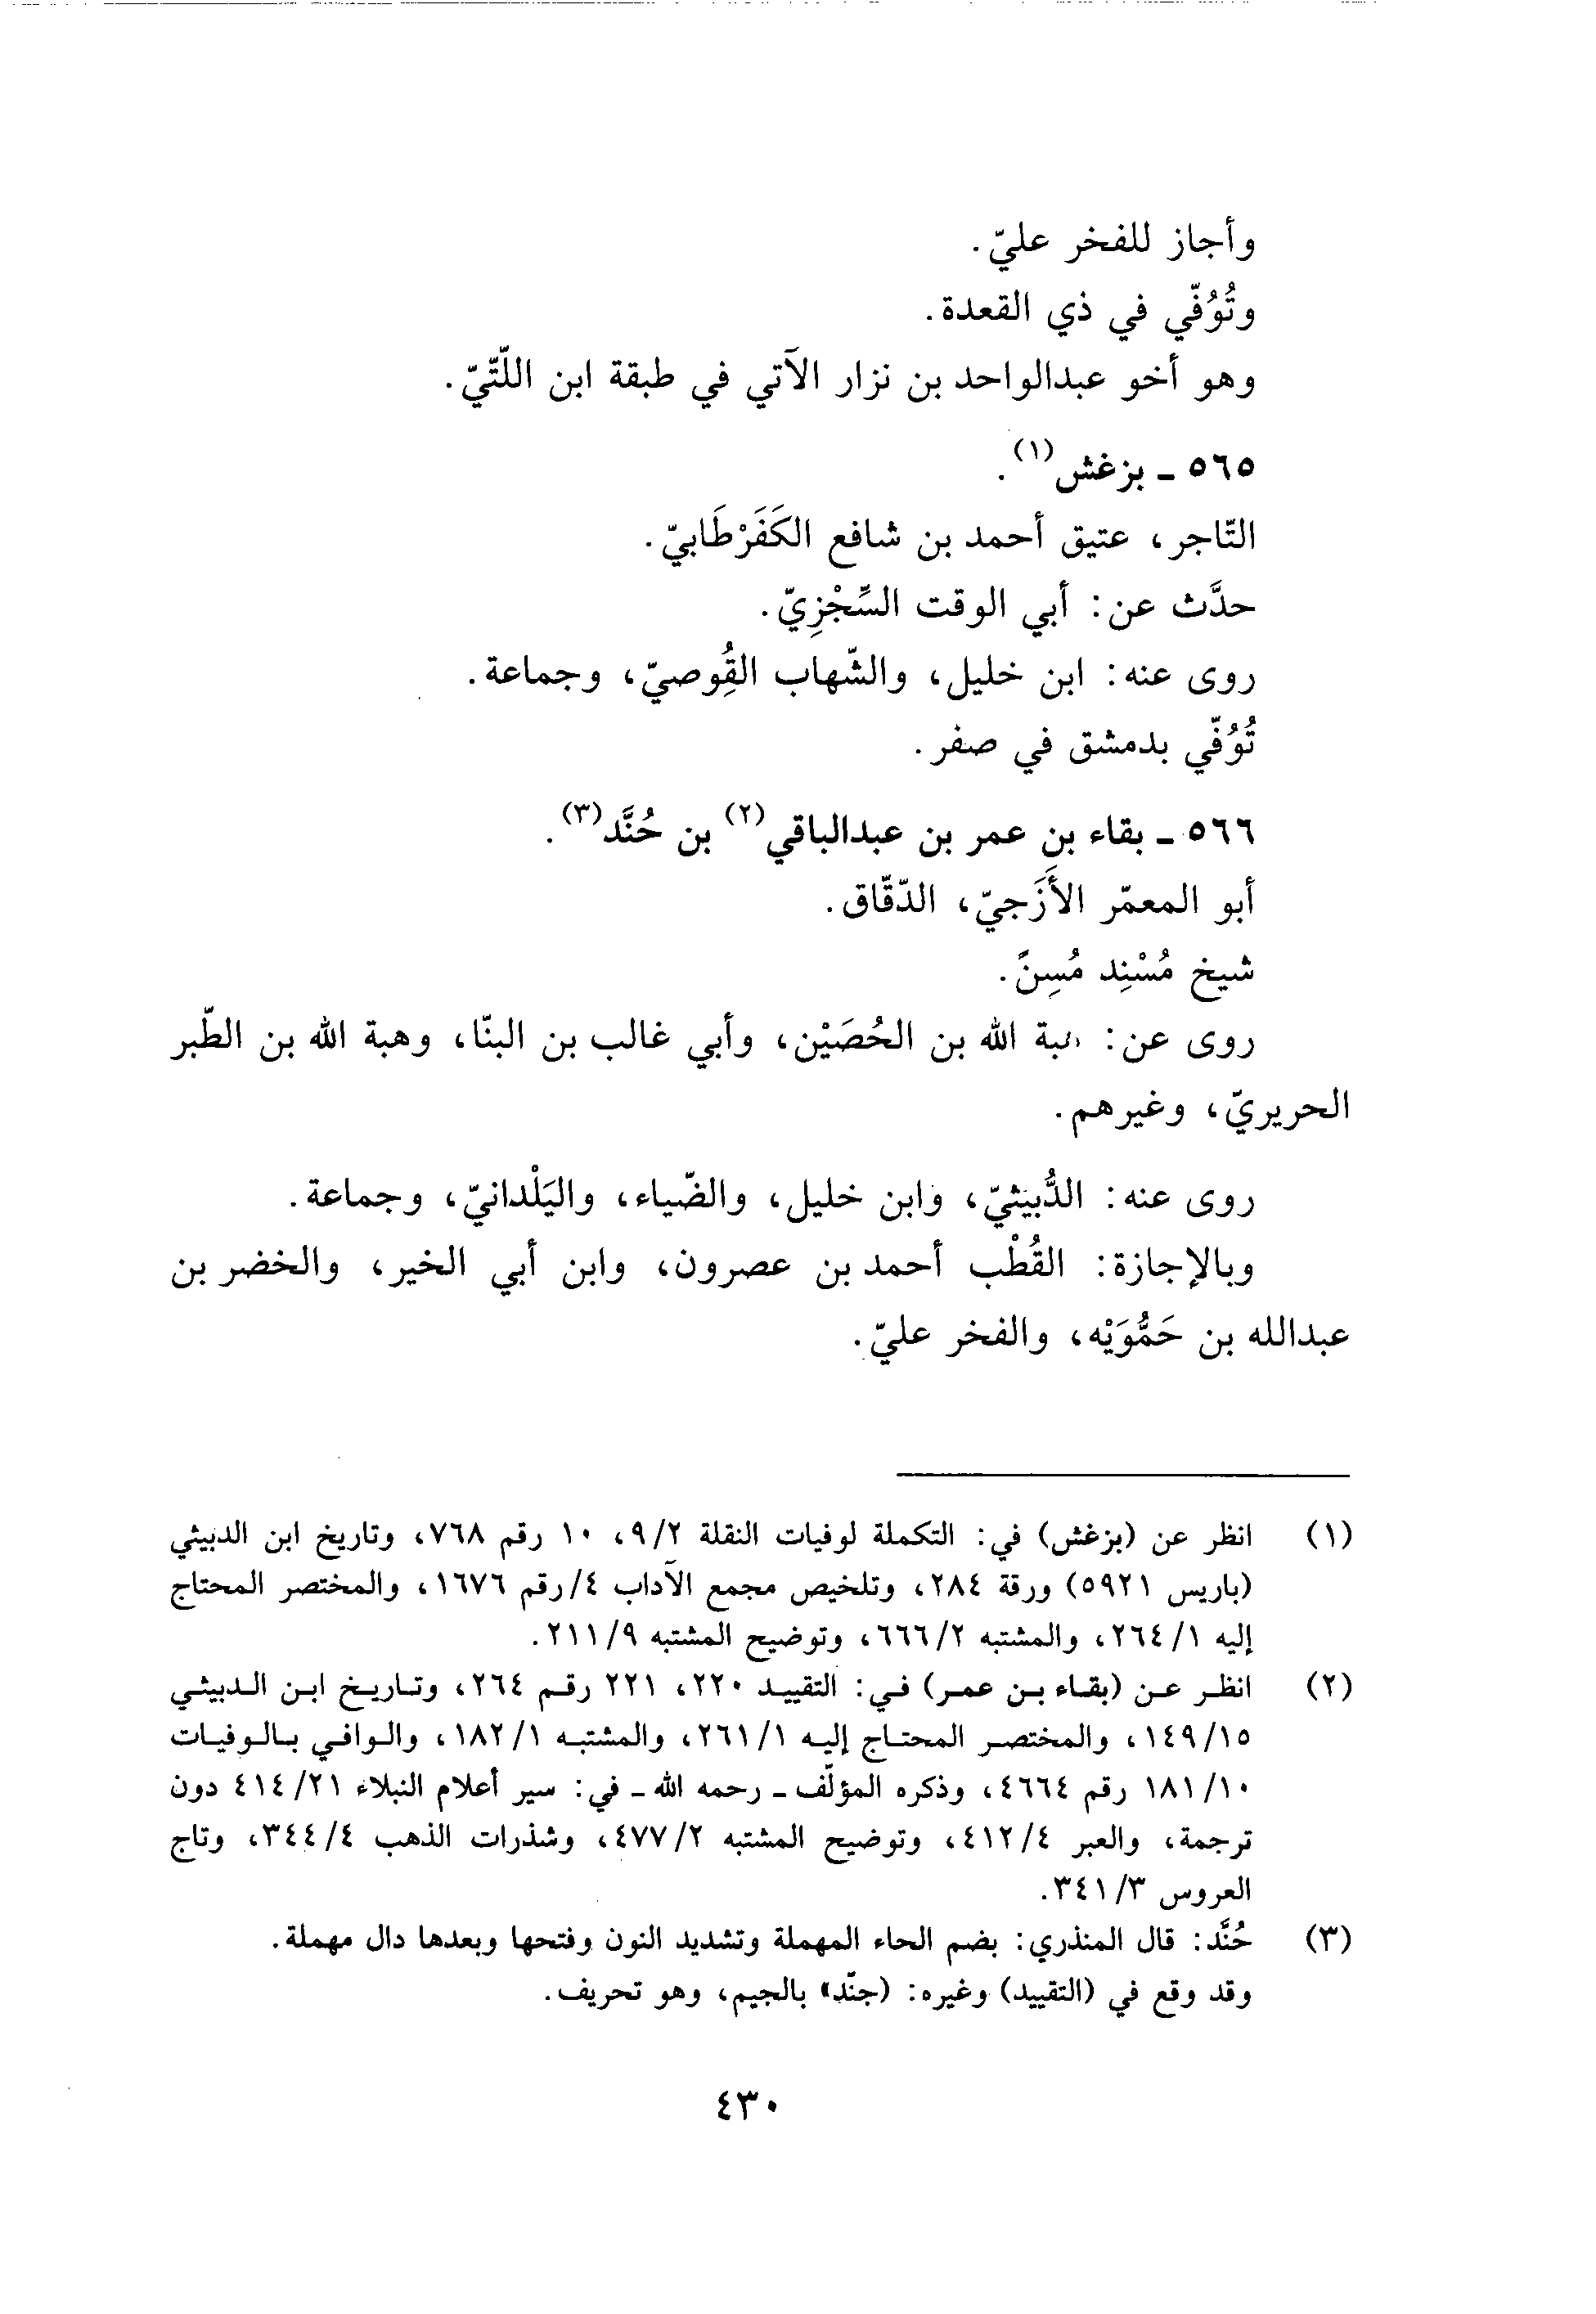 وأجاز للفخر عليّ.
وتُوُفّي في ذي القعدة.
وهو أخو عبدالواحد بن نزار الآتي في طبقة ابن اللّتّيّ.
٥٦٥ ـ بزغش(١).
التّاجر، عتيق أحمد بن شافع الكَفَرْطَابيّ.
حدَّث عن: أبي الوقت السِّجْزِيّ.
روى عنه: ابن خليل، والشّهاب القُوصيّ، وجماعة.
تُوُفّي بدمشق في صفر.
٥٦٦ ـ بقاء بن عمر بن عبدالباقي(٢) بن حُنَّد(٣).
أبو المعمّر الأَزَجيّ، الدّقّاق.
شيخ مُسْنِد مُسِنّ.
روى عن: هبة الله بن الحُصَيْن، وأبي غالب بن البنّا، وهبة الله بن الطّبر
الحريريّ، وغيرهم.
روى عنه: الدُّبيثيّ، وابن خليل، والضّياء، واليَلْدانيّ، وجماعة.
وبالإجازة: القُطْب أحمد بن عصرون، وابن أبي الخير، والخضر بن
عبدالله بن حَمُّوَيْه، والفخر عليّ.
(١) انظر عن (بزغش) في: التكملة لوفيات النقلة ٩/٢، ١٠ رقم ٧٦٨، وتاريخ ابن الدبيثي
(باريس ٥٩٢١) ورقة ٢٨٤، وتلخيص مجمع الآداب ٤/رقم ١٦٧٦، والمختصر المحتاج
إليه ٢٦٤/١، والمشتبه ٦٦٦/٢، وتوضيح المشتبه ٢١١/٩.
(٢) انظر عن (بقاء بن عمر) في: التقييد ٢٢٠، ٢٢١ رقم ٢٦٤، وتاريخ ابن الدبيثي
١٤٩/١٥، والمختصر المحتاج إليه ٢٦١/١، والمشتبه ١٨٢/١، والوافي بالوفيات
١٨١/١٠ رقم ٤٦٦٤، وذكره المؤلّف ـ رحمه الله ـ في: سير أعلام النبلاء ٤١٤/٢١ دون
ترجمة، والعبر ٤١٢/٤، وتوضيح المشتبه ٤٧٧/٢، وشذرات الذهب ٣٤٤/٤، وتاج
العروس ٣٤١/٣.
(٣) حُنَّد: قال المنذري: بضم الحاء المهملة وتشديد النون وفتحها وبعدها دال مهملة.
وقد وقع في (التقييد) وغيره: (جنّد» بالجيم، وهو تحريف.
٤٣٠